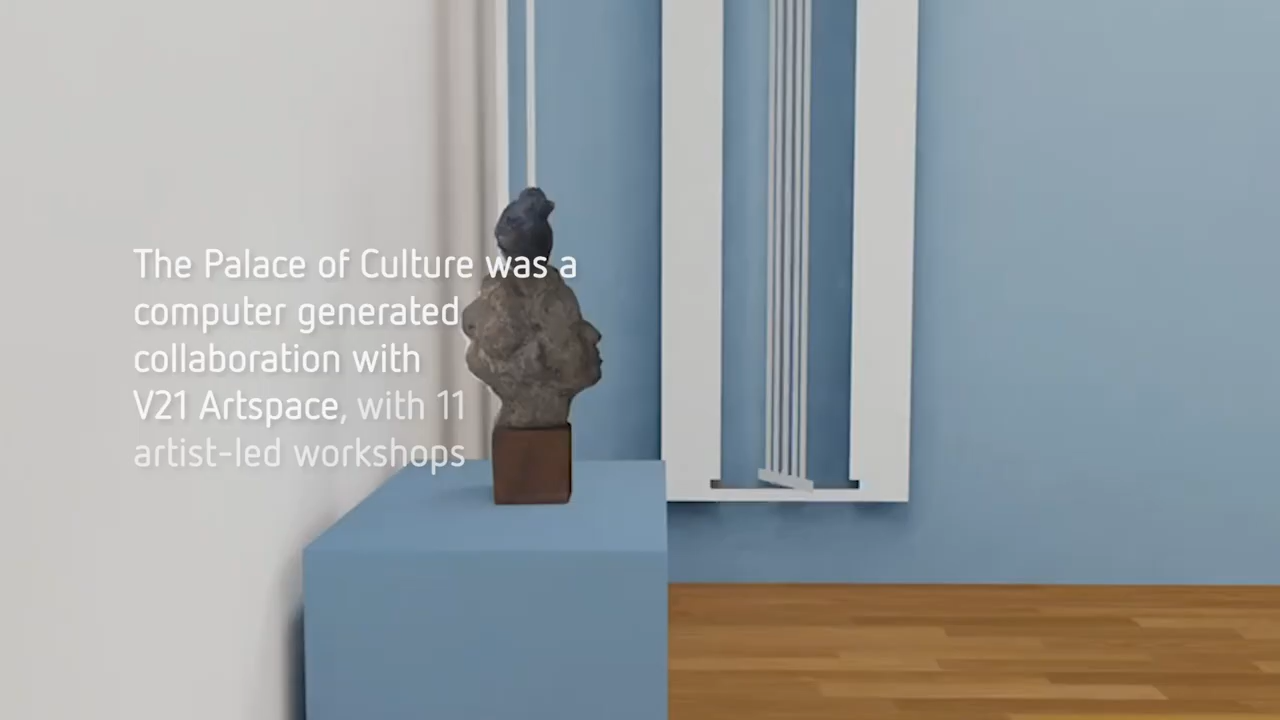 The Palace of Culture was a
computer generated
collaboration with
V21 Artspace, with 11
artist-led workshops